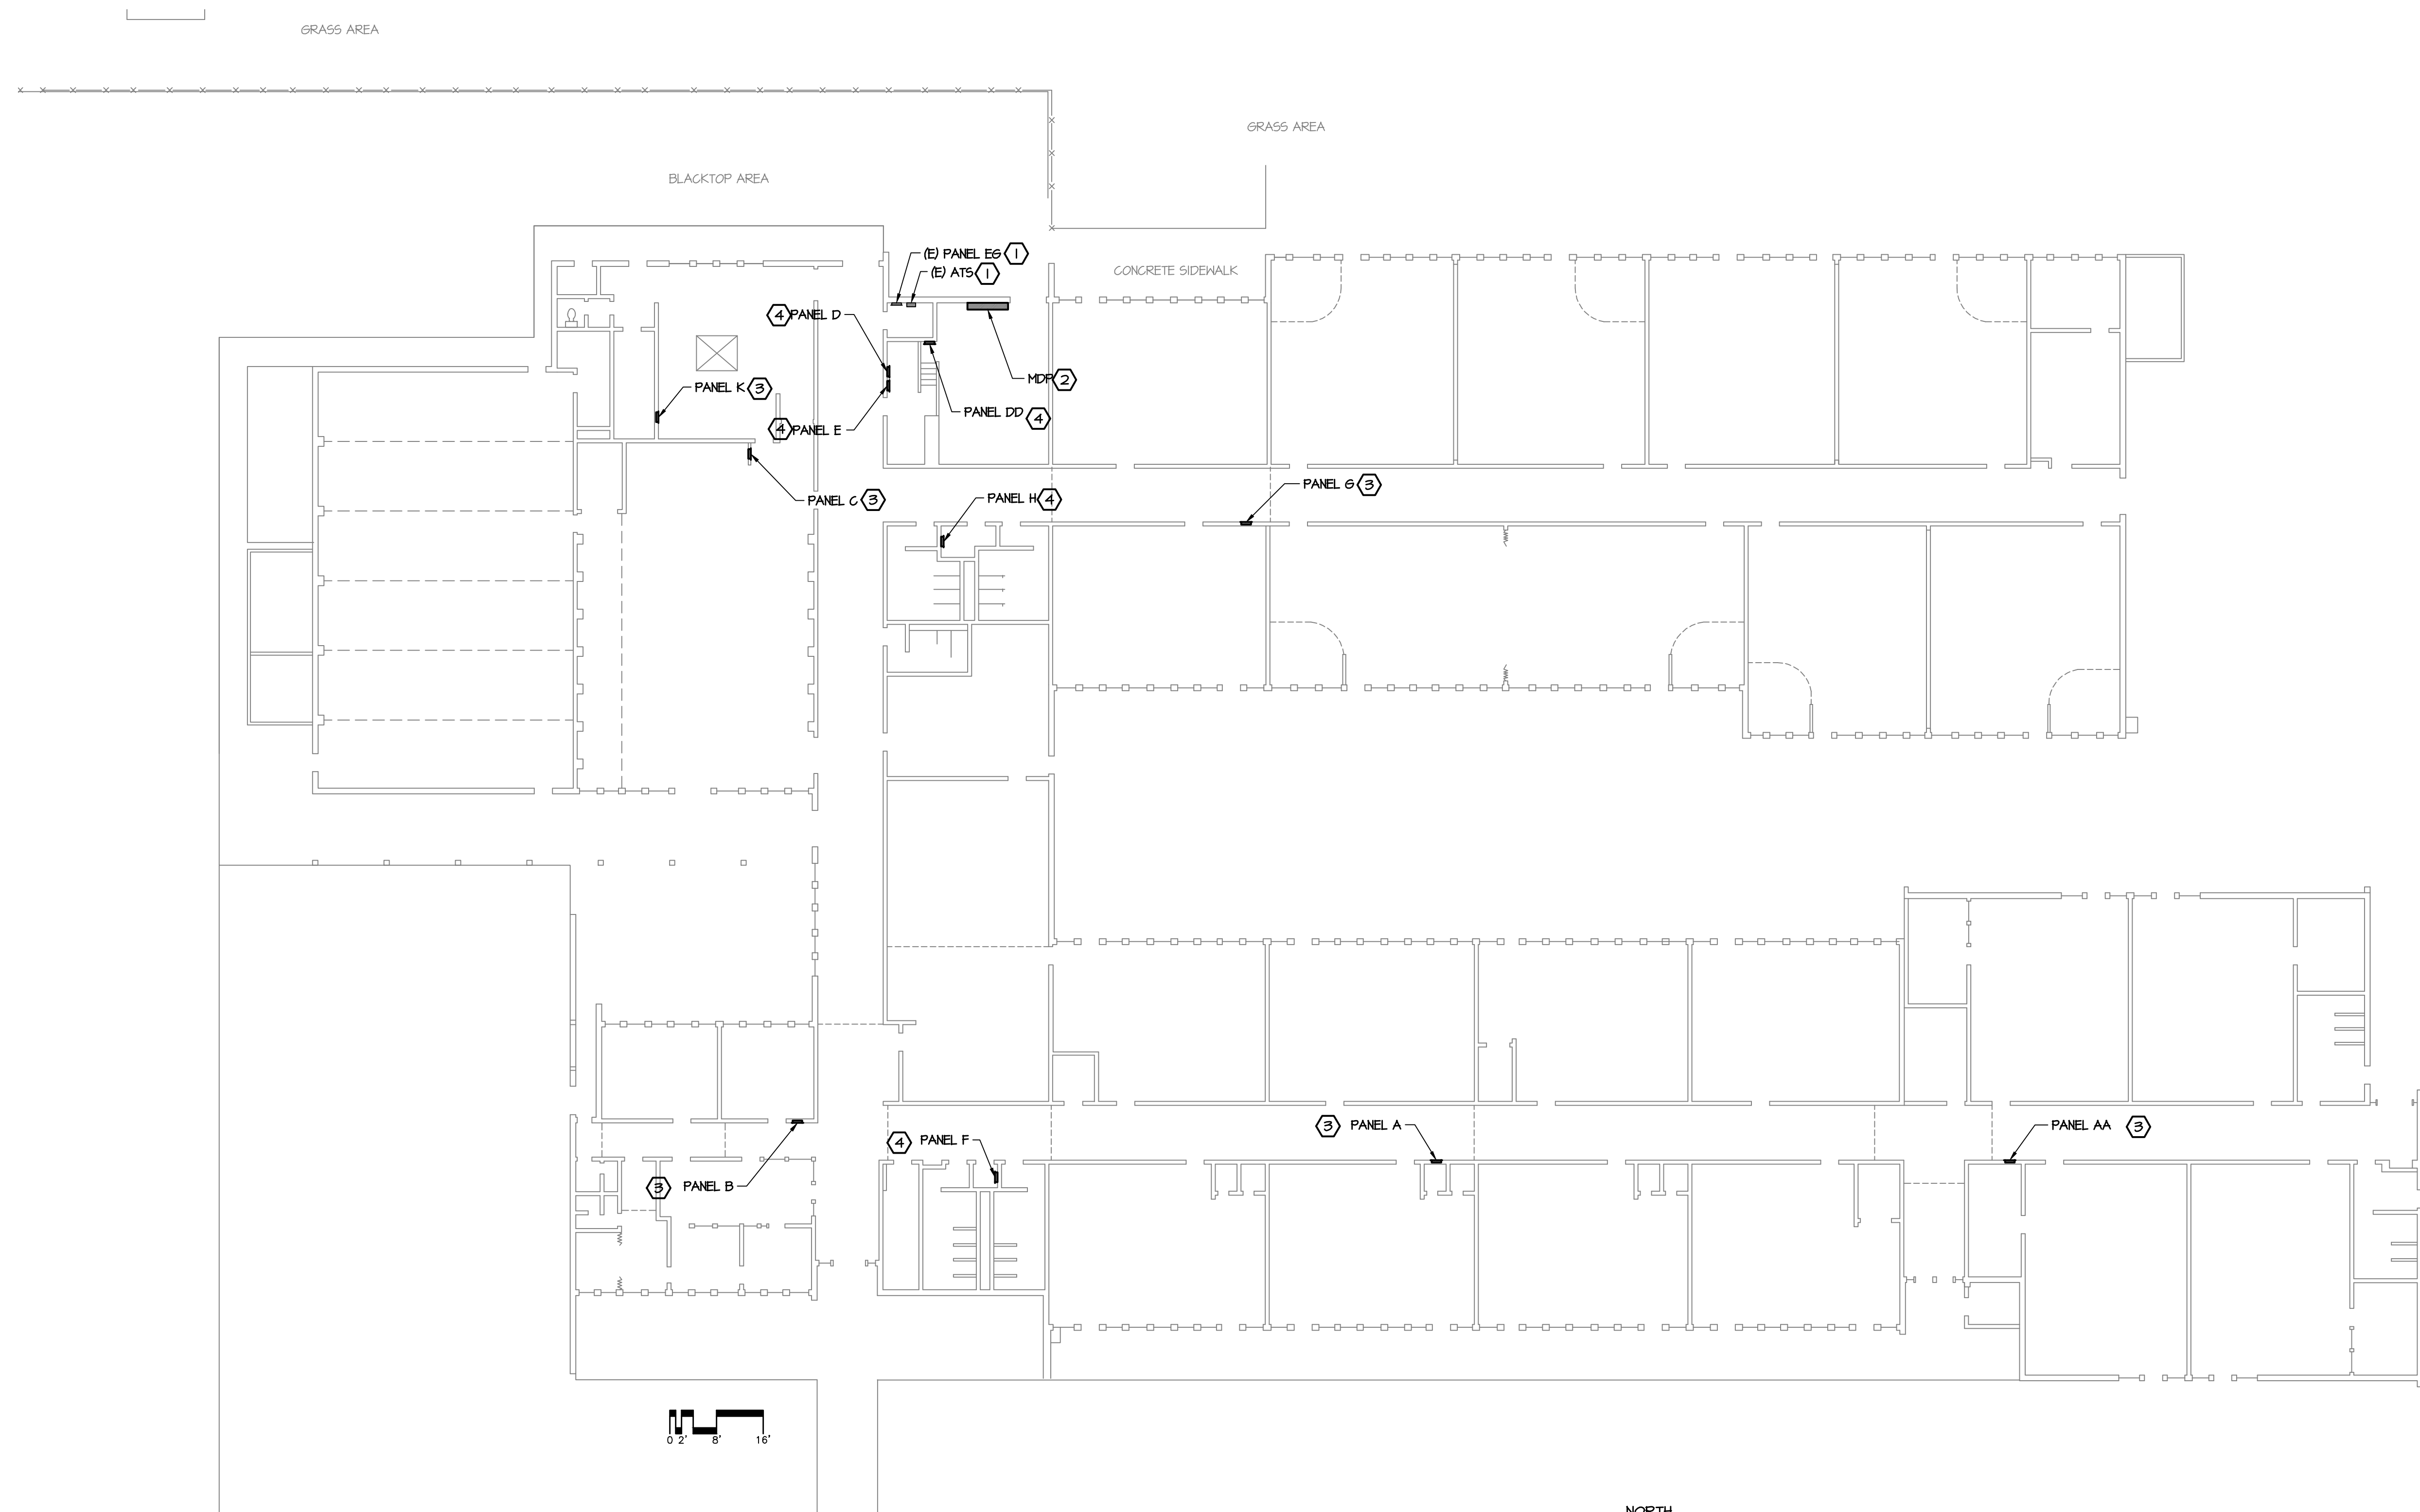 GRASS AREA
GRASS AREA
BLACKTOP AREA
(E) PANEL EG 1
CONCRETE SIDEWALK
(E) ATS 1
4 PANEL D
MDP 2
PANEL K 3
PANEL DD 4
4 PANEL E
PANEL G 3
PANEL C 3
PANEL H 4
3 PANEL A
PANEL AA 3
4 PANEL F
3 PANEL B
0 2' 8' 16'
NORTH